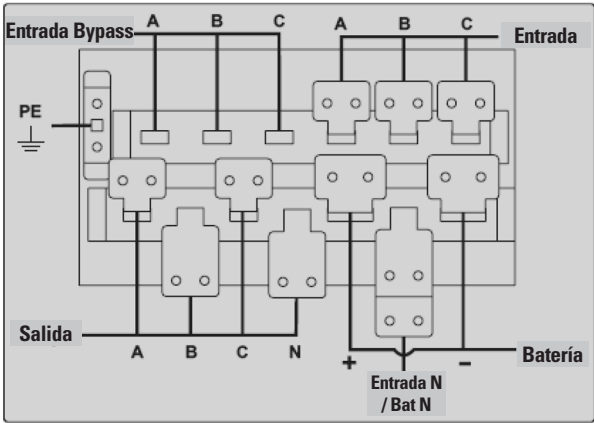 A B C
Entrada Bypass
A B C
Entrada
PE
Salida
A B C N
+ -
Batería
Entrada N
/ Bat N